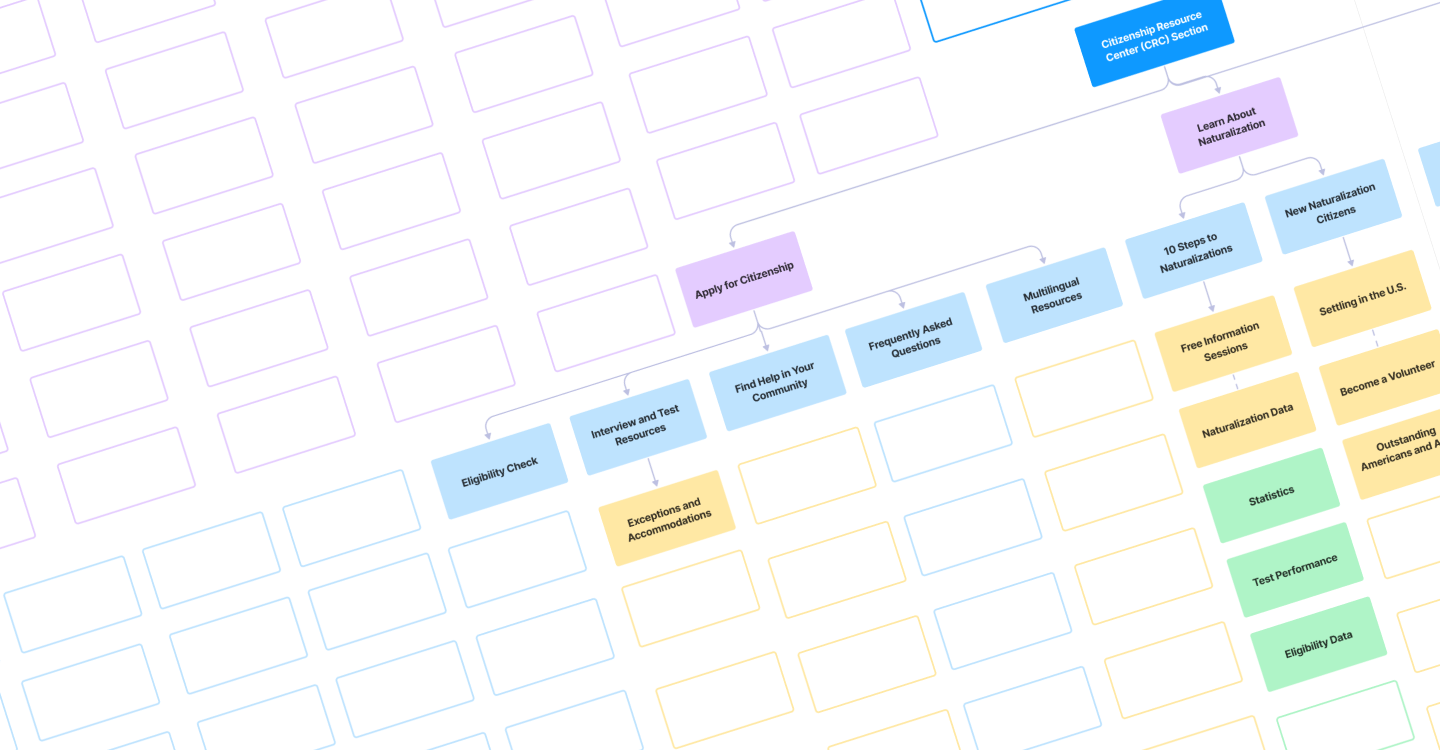 Citizenship Resource
Center (CRC) Section
Learn About
Naturalization
Apply for Citizenship
10 Steps to
Naturalizations
New Naturalization
Citizens
Eligibility Check
Interview and Test
Resources
Find Help in Your
Community
Frequently Asked
Questions
Multilingual
Resources
Exceptions and
Accommodations
Free Information
Sessions
Naturalization Data
Statistics
Test Performance
Eligibility Data
Settling in the U.S.
Become a Volunteer
Outstanding
Americans and A